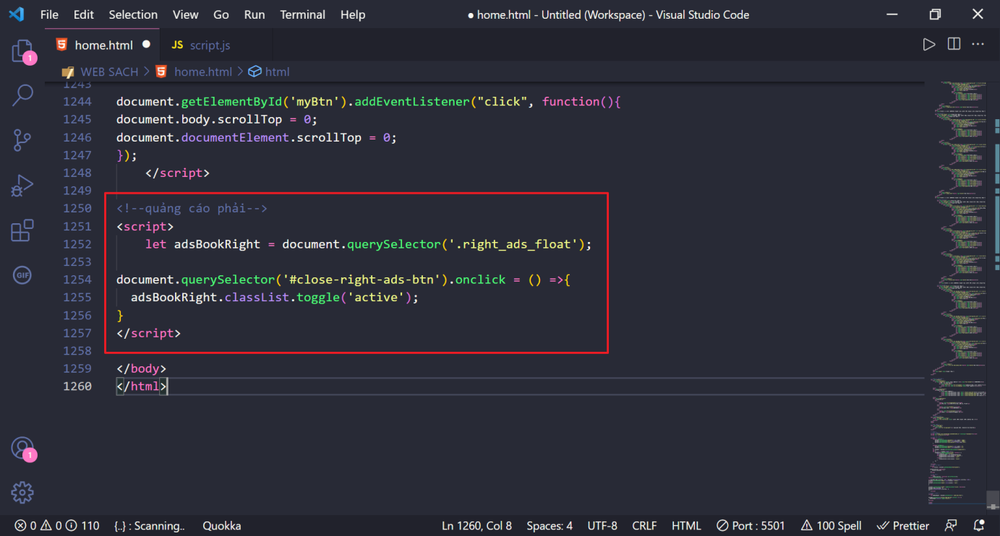 File Edit Selection View Go Run Terminal Help ● home.html - Untitled (Workspace) - Visual Studio Code
home.html JS script.js
1
WEB SACH > home.html > html
1243
1244 document.getElementById('myBtn').addEventListener("click", function(){
1245 document.body.scrollTop = 0;
1246 document.documentElement.scrollTop = 0;
1247 });
1248 </script>
1249
1250 <!--quảng cáo phải-->
1251 <script>
1252 let adsBookRight = document.querySelector('.right_ads_float');
1253
1254 document.querySelector('#close-right-ads-btn').onclick = () =>{
1255 adsBookRight.classList.toggle('active');
1256 }
1257 </script>
1258
1259 </body>
1260 </html>
GIF
1
0 0 110 {..} : Scanning.. Quokka Ln 1260, Col 8 Spaces: 4 UTF-8 CRLF HTML Port : 5501 100 Spell Prettier